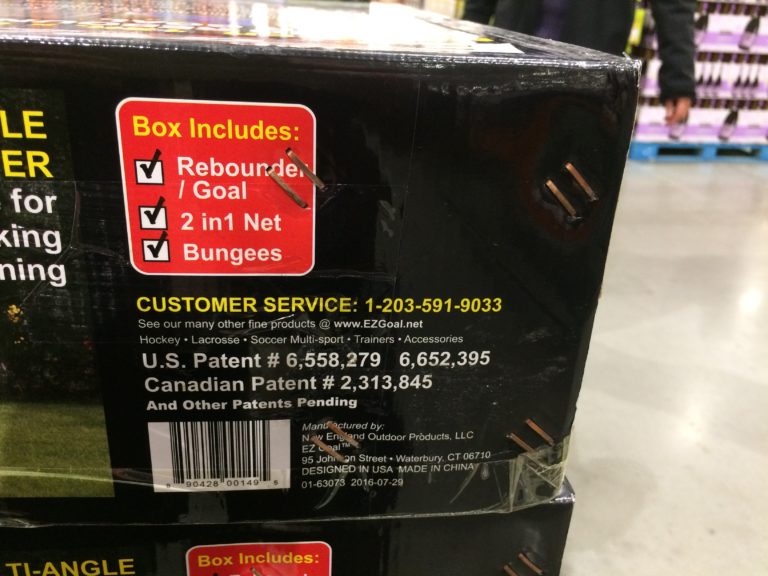 LE
ER
for
king
ning
Box Includes:
Rebounder
/ Goal
2 in1 Net
Bungees
CUSTOMER SERVICE: 1-203-591-9033
See our many other fine products @ www.EZGoal.net
Hockey • Lacrosse • Soccer Multi-sport • Trainers • Accessories
U.S. Patent # 6,558,279 6,652,395
Canadian Patent # 2,313,845
And Other Patents Pending
Manufactured by:
New England Outdoor Products, LLC
EZ Goal™
95 Johnson Street • Waterbury, CT 06710
DESIGNED IN USA MADE IN CHINA
01-63073 2016-07-29
90428 00149 5
TI-ANGLE
Box Includes: